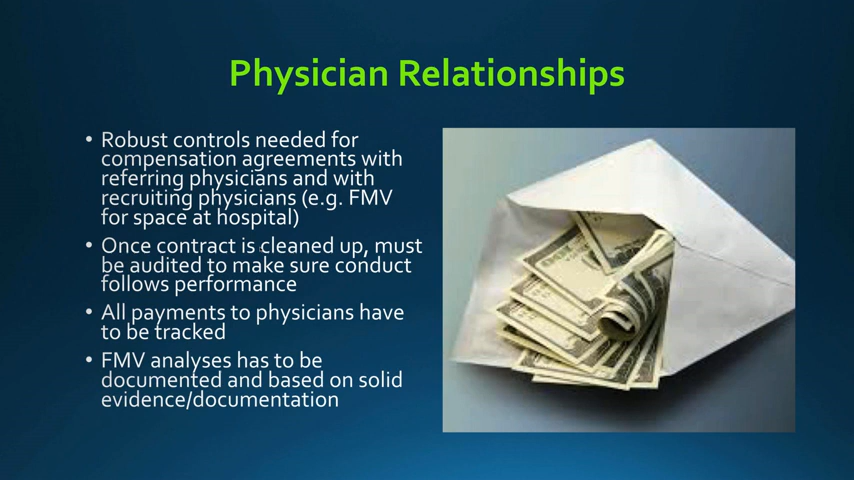 Physician Relationships
• Robust controls needed for
compensation agreements with
referring physicians and with
recruiting physicians (e.g. FMV
for space at hospital)
• Once contract is cleaned up, must
be audited to make sure conduct
follows performance
• All payments to physicians have
to be tracked
• FMV analyses has to be
documented and based on solid
evidence/documentation